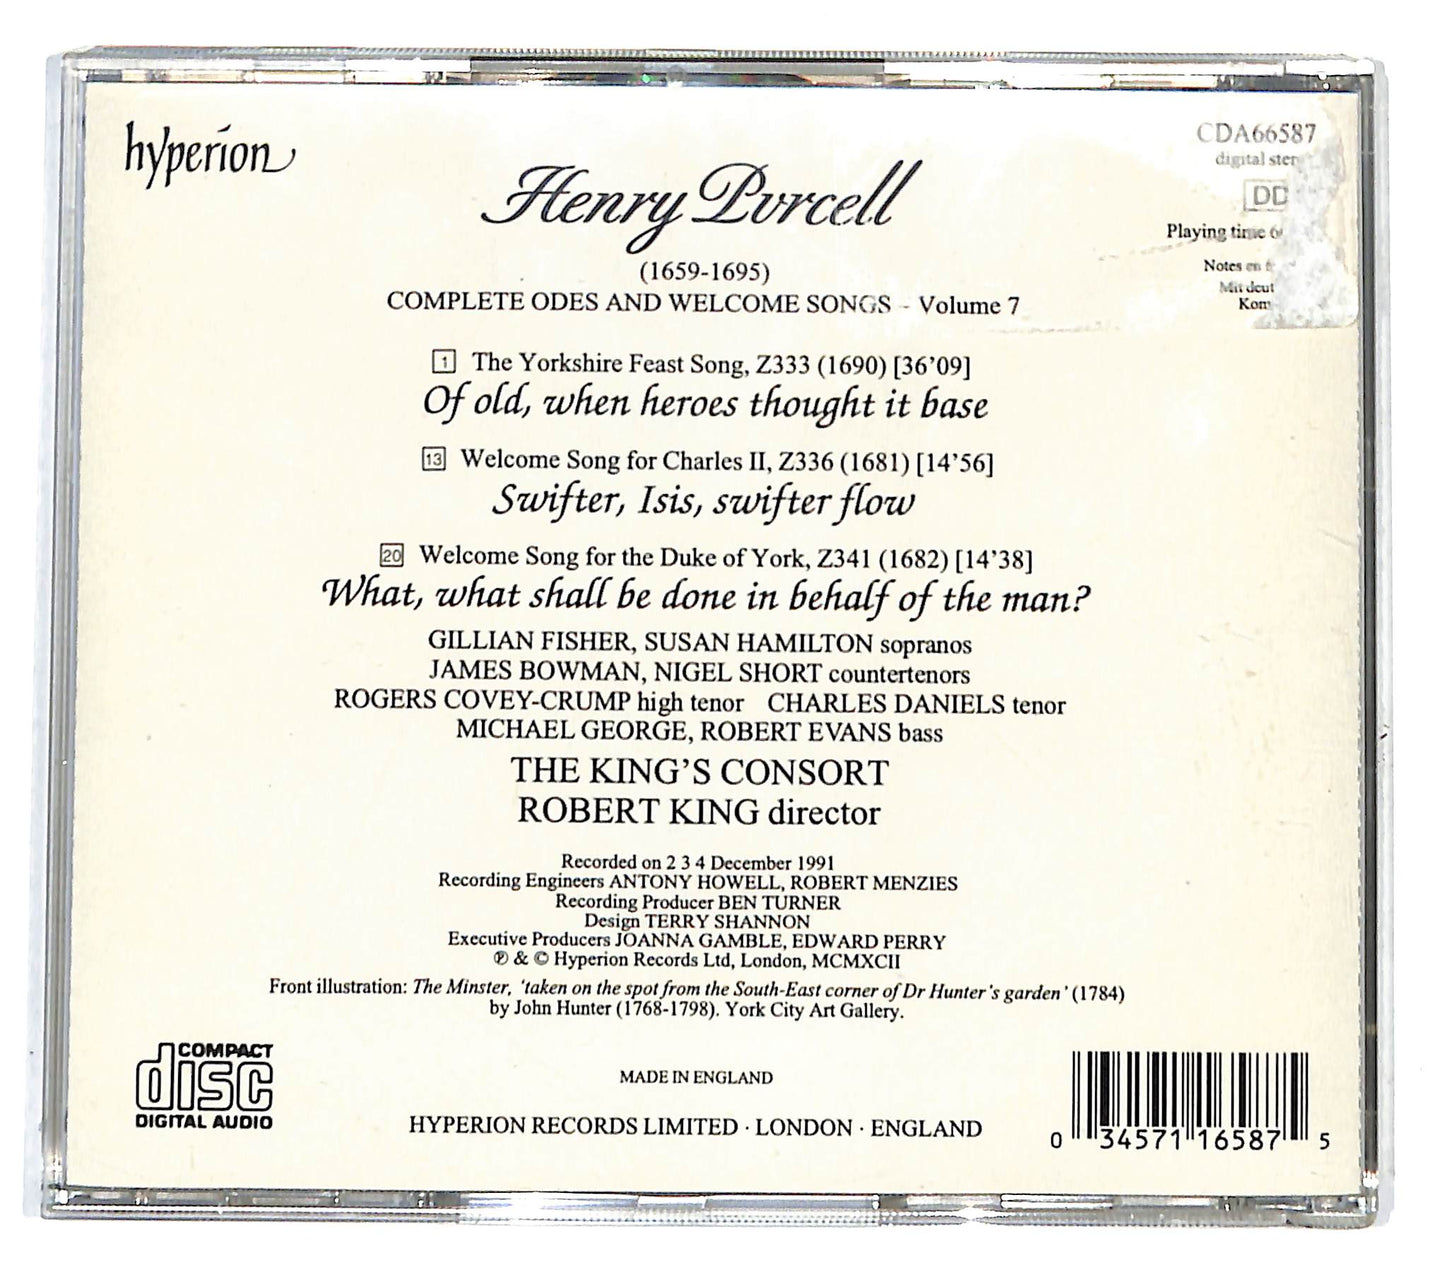 hyperion
CDA66587
digital
DD
Henry Purcell
Playing time
(1659-1695)
Notes
COMPLETE ODES AND WELCOME SONGS - Volume 7
Mit
1 The Yorkshire Feast Song, Z333 (1690) [36'09]
Of old, when heroes thought it base
13 Welcome Song for Charles II, Z336 (1681) [14'56]
Swifter, Isis, swifter flow
20 Welcome Song for the Duke of York, Z341 (1682) [14'38]
What, what shall be done in behalf of the man?
GILLIAN FISHER, SUSAN HAMILTON sopranos
JAMES BOWMAN, NIGEL SHORT countertenors
ROGERS COVEY-CRUMP high tenor CHARLES DANIELS tenor
MICHAEL GEORGE, ROBERT EVANS bass
THE KING'S CONSORT
ROBERT KING director
Recorded on 2 3 4 December 1991
Recording Engineers ANTONY HOWELL, ROBERT MENZIES
Recording Producer BEN TURNER
Design TERRY SHANNON
Executive Producers JOANNA GAMBLE, EDWARD PERRY
℗ & © Hyperion Records Ltd, London, MCMXCII
Front illustration: The Minster, 'taken on the spot from the South-East corner of Dr Hunter's garden' (1784)
by John Hunter (1768-1798). York City Art Gallery.
COMPACT
disc
DIGITAL AUDIO
MADE IN ENGLAND
HYPERION RECORDS LIMITED · LONDON · ENGLAND
0 34571 16587 5